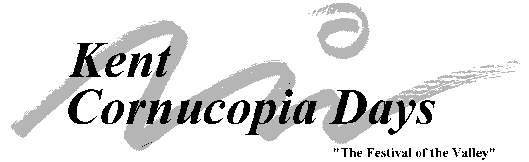 Kent
Cornucopia Days
"The Festival of the Valley"